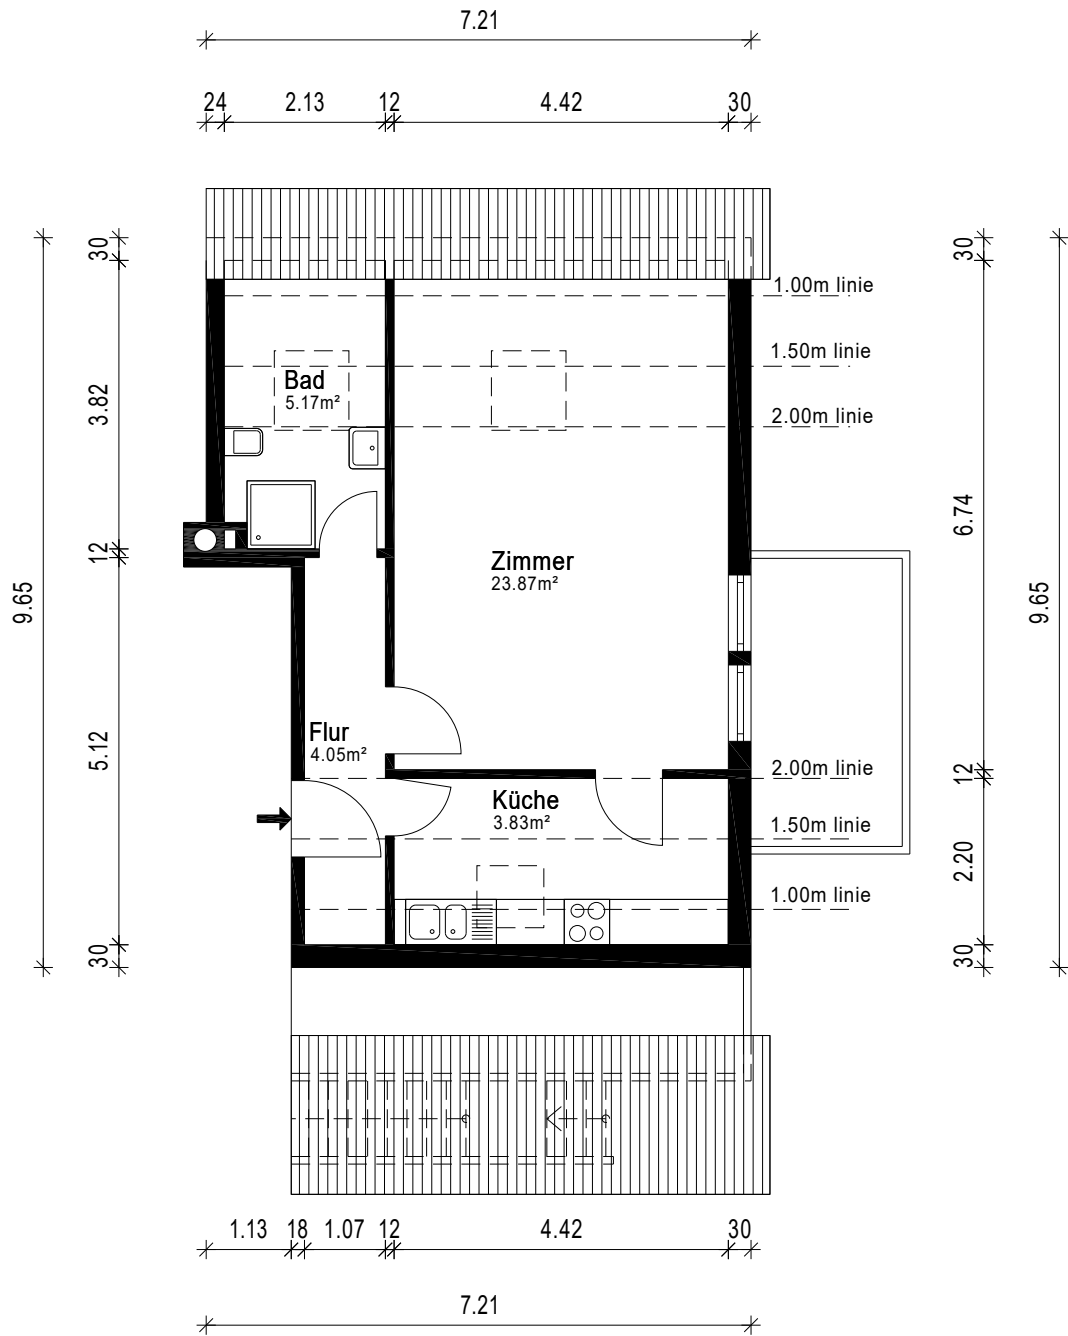 7.21
24 2.13 12 4.42 30
30 30
1.00m linie
1.50m linie
Bad
5.17m²
3.82
2.00m linie
6.74
12
Zimmer
23.87m²
9.65 9.65
Flur
4.05m²
5.12
2.00m linie
12
Küche
3.83m²
1.50m linie
2.20
1.00m linie
30 30
1.13 18 1.07 12 4.42 30
7.21